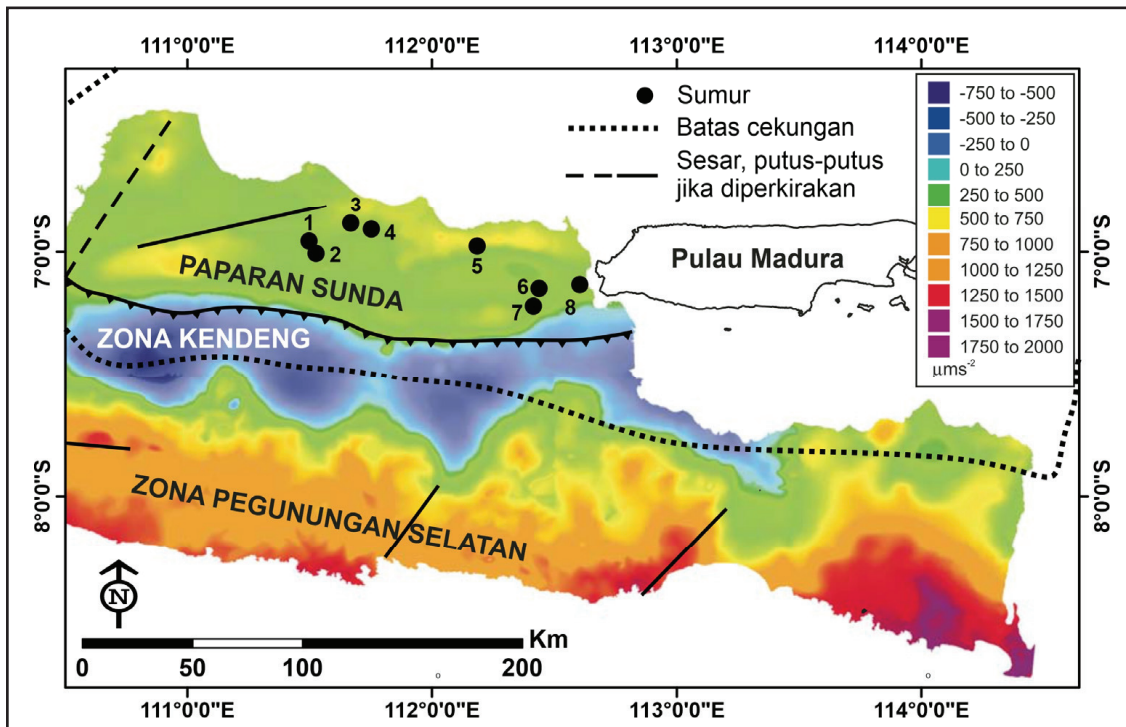 111°0'0"E 112°0'0"E 113°0'0"E 114°0'0"E
Sumur
Batas cekungan
Sesar, putus-putus
jika diperkirakan
-750 to -500
-500 to -250
-250 to 0
0 to 250
250 to 500
500 to 750
750 to 1000
1000 to 1250
1250 to 1500
1500 to 1750
1750 to 2000
μms⁻²
7°0'0"S
7°0'0"S
8°0'0"S
8°0'0"S
1
2
3
4
5
6
7
8
PAPARAN SUNDA
Pulau Madura
ZONA KENDENG
ZONA PEGUNUNGAN SELATAN
N
Km
0 50 100 200
111°0'0"E 112°0'0"E 113°0'0"E 114°0'0"E